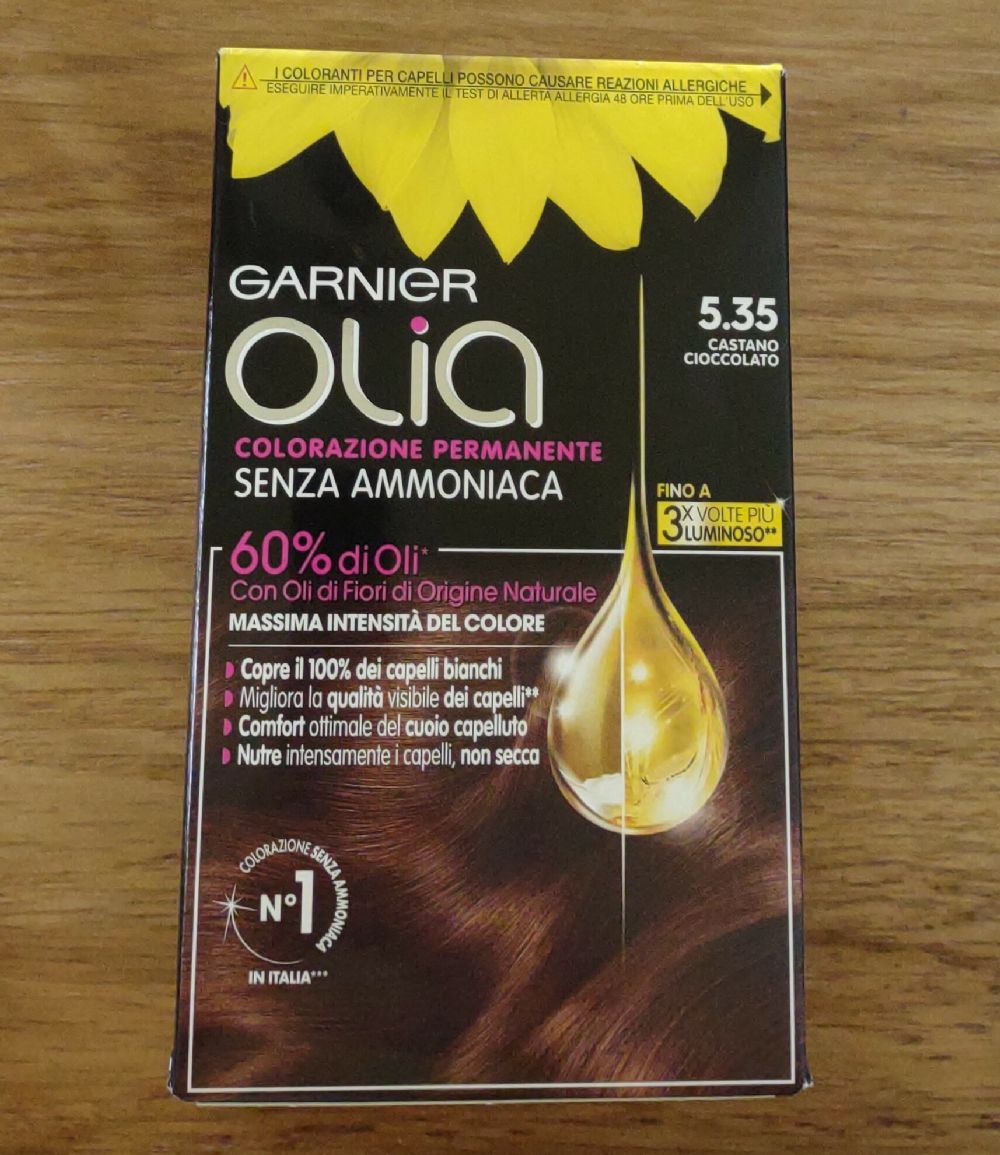 I COLORANTI PER CAPELLI POSSONO CAUSARE REAZIONI ALLERGICHE
ESEGUIRE IMPERATIVAMENTE IL TEST DI ALLERTA ALLERGIA 48 ORE PRIMA DELL'USO
GARNIER
OLia
5.35
CASTANO
CIOCCOLATO
COLORAZIONE PERMANENTE
SENZA AMMONIACA
FINO A
3X VOLTE PIÙ
LUMINOSO**
60% di Oli*
Con Oli di Fiori di Origine Naturale
MASSIMA INTENSITÀ DEL COLORE
Copre il 100% dei capelli bianchi
Migliora la qualità visibile dei capelli**
Comfort ottimale del cuoio capelluto
Nutre intensamente i capelli, non secca
COLORAZIONE SENZA AMMONIACA
N°1
IN ITALIA***